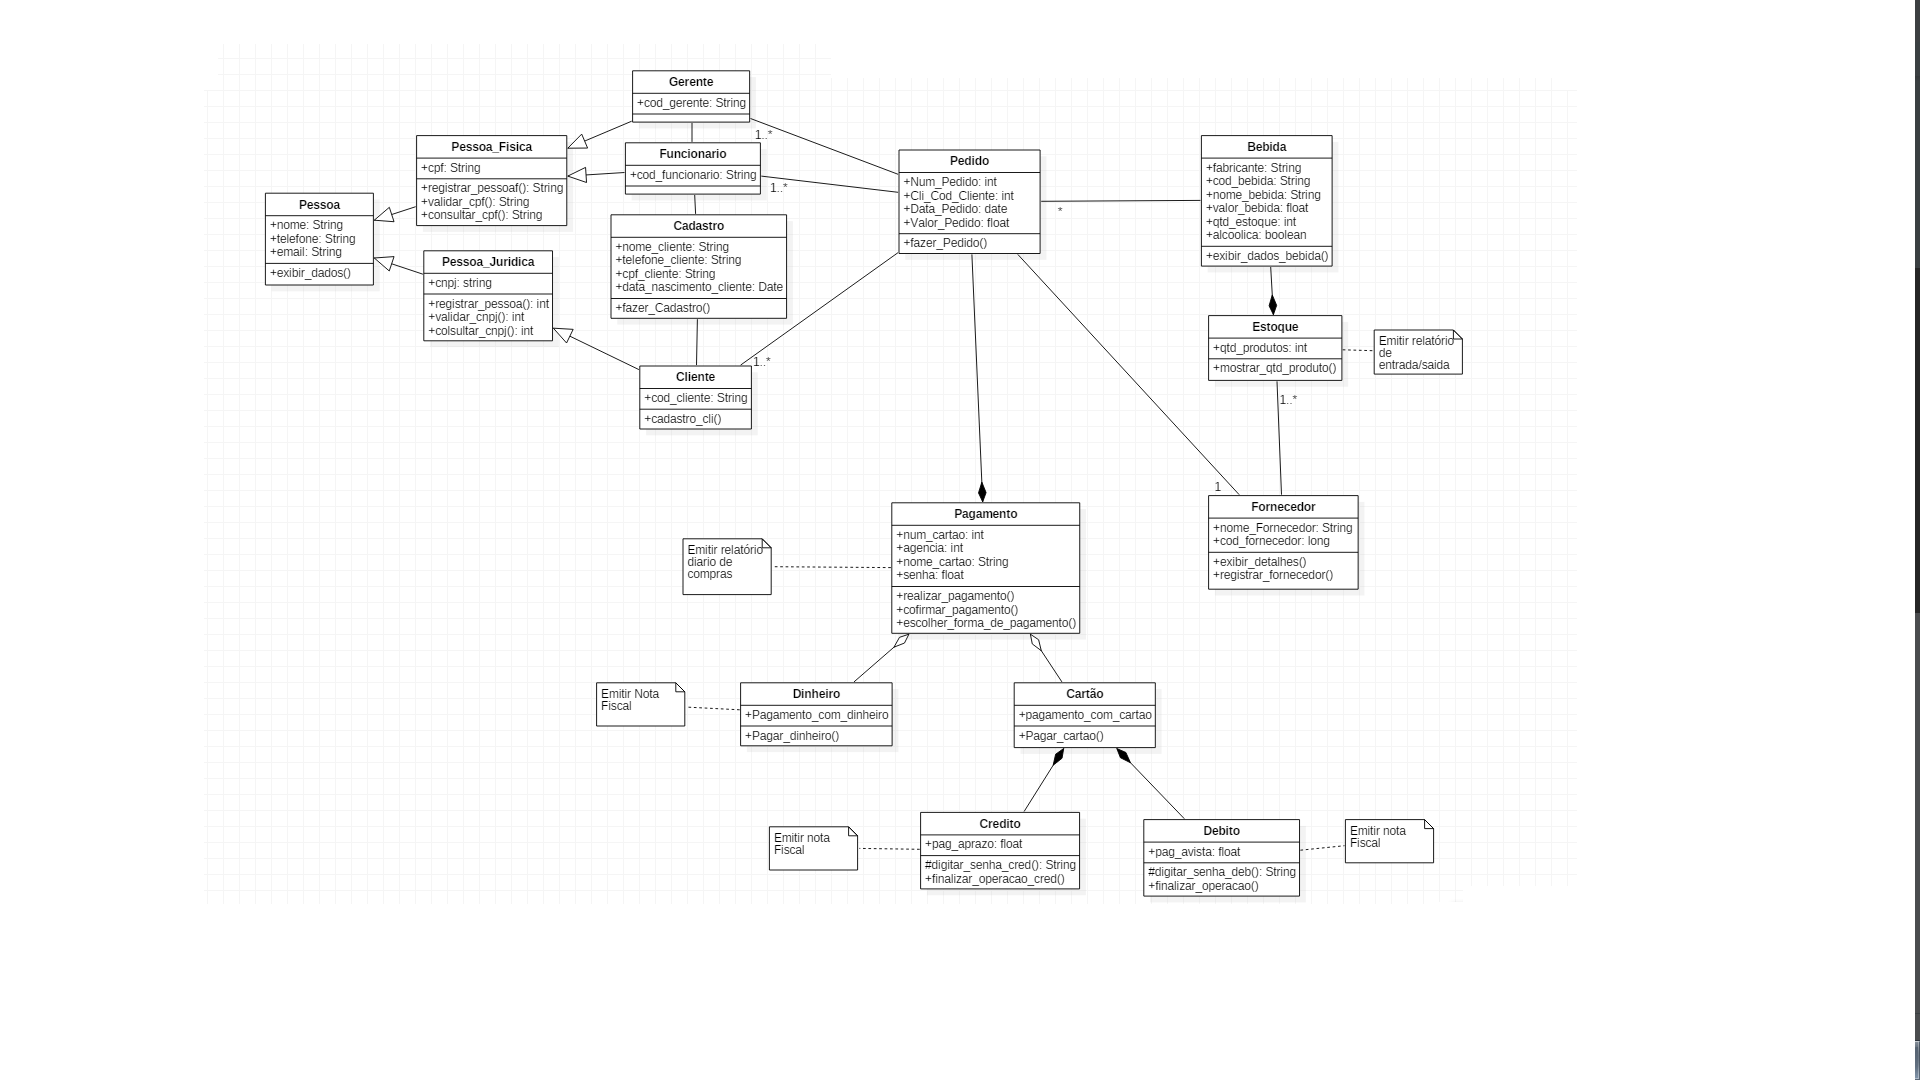 Gerente
+cod_gerente: String
1..*
Pessoa_Fisica
+cpf: String
+registrar_pessoaf(): String
+validar_cpf(): String
+consultar_cpf(): String
Funcionario
+cod_funcionario: String
1..*
Pedido
+Num_Pedido: int
+Cli_Cod_Cliente: int
+Data_Pedido: date
+Valor_Pedido: float
+fazer_Pedido()
*
Bebida
+fabricante: String
+cod_bebida: String
+nome_bebida: String
+valor_bebida: float
+qtd_estoque: int
+alcoolica: boolean
+exibir_dados_bebida()
Pessoa
+nome: String
+telefone: String
+email: String
+exibir_dados()
Pessoa_Juridica
+cnpj: string
+registrar_pessoa(): int
+validar_cnpj(): int
+colsultar_cnpj(): int
Cadastro
+nome_cliente: String
+telefone_cliente: String
+cpf_cliente: String
+data_nascimento_cliente: Date
+fazer_Cadastro()
1..*
Cliente
+cod_cliente: String
+cadastro_cli()
Estoque
+qtd_produtos: int
+mostrar_qtd_produto()
Emitir relatório
de
entrada/saida
1..*
1
Fornecedor
+nome_Fornecedor: String
+cod_fornecedor: long
+exibir_detalhes()
+registrar_fornecedor()
Pagamento
+num_cartao: int
+agencia: int
+nome_cartao: String
+senha: float
+realizar_pagamento()
+cofirmar_pagamento()
+escolher_forma_de_pagamento()
Emitir relatório
diario de
compras
Emitir Nota
Fiscal
Dinheiro
+Pagamento_com_dinheiro
+Pagar_dinheiro()
Cartão
+pagamento_com_cartao
+Pagar_cartao()
Emitir nota
Fiscal
Credito
+pag_aprazo: float
#digitar_senha_cred(): String
+finalizar_operacao_cred()
Debito
+pag_avista: float
#digitar_senha_deb(): String
+finalizar_operacao()
Emitir nota
Fiscal